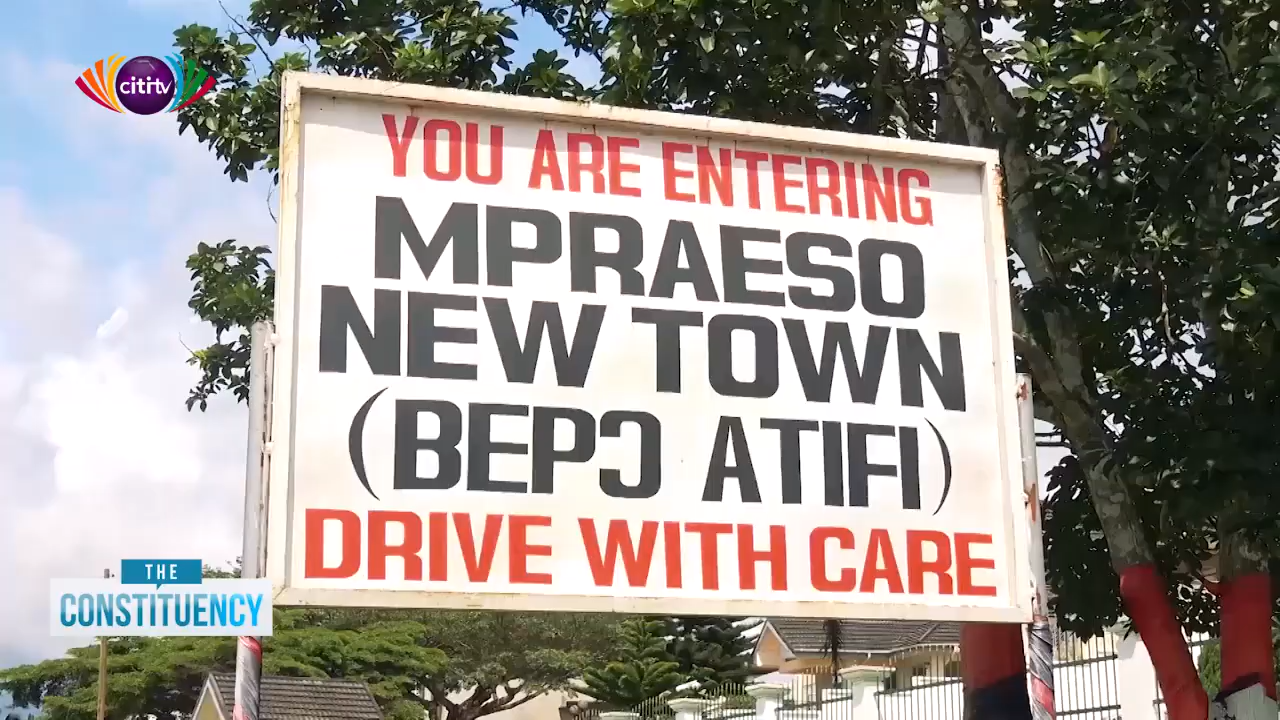 citi tv
YOU ARE ENTERING
MPRAESO
NEW TOWN
(BEPƆ ATIFI)
DRIVE WITH CARE
THE
CONSTITUENCY